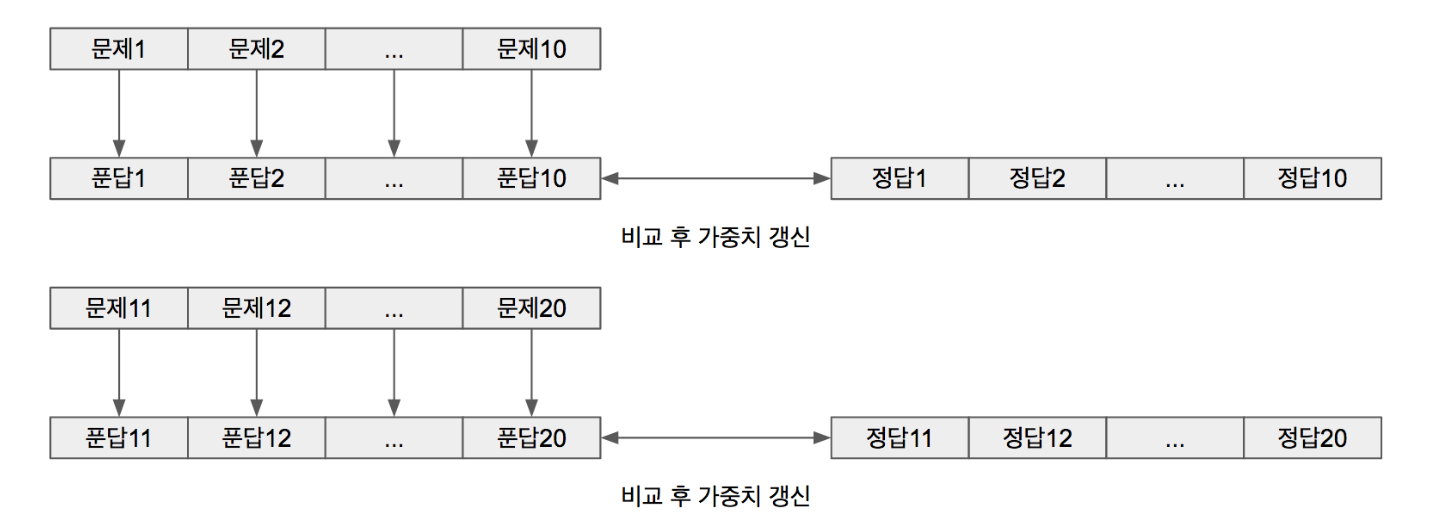 문제1 문제2 ... 문제10
푼답1 푼답2 ... 푼답10 정답1 정답2 ... 정답10
비교 후 가중치 갱신
문제11 문제12 ... 문제20
푼답11 푼답12 ... 푼답20 정답11 정답12 ... 정답20
비교 후 가중치 갱신